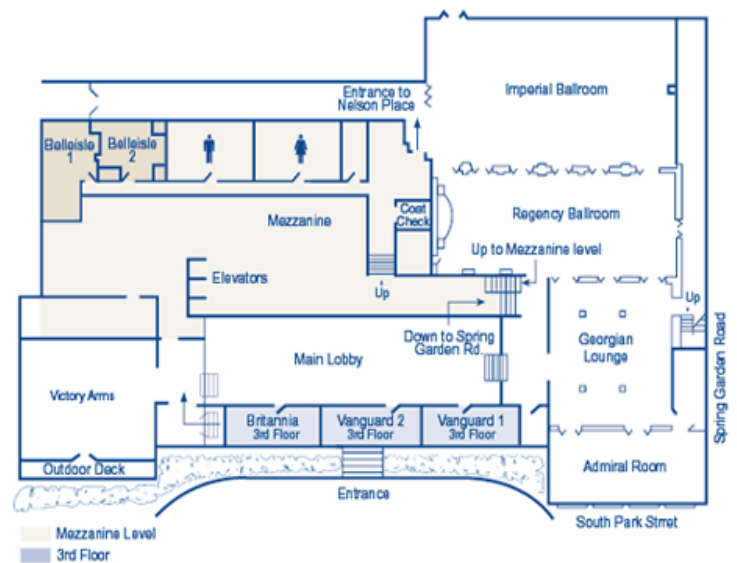 Imperial Ballroom
Entrance to
Nelson Place
Belleisle
1
Belleisle
2
Coat
Check
Regency Ballroom
Mezzanine
Up to Mezzanine level
Elevators
Up
Up
Down to Spring
Garden Rd.
Georgian
Lounge
Main Lobby
Spring Garden Road
Victory Arms
Britannia
3rd Floor
Vanguard 2
3rd Floor
Vanguard 1
3rd Floor
Outdoor Deck
Admiral Room
Entrance
South Park Strret
Mezzanine Level
3rd Floor